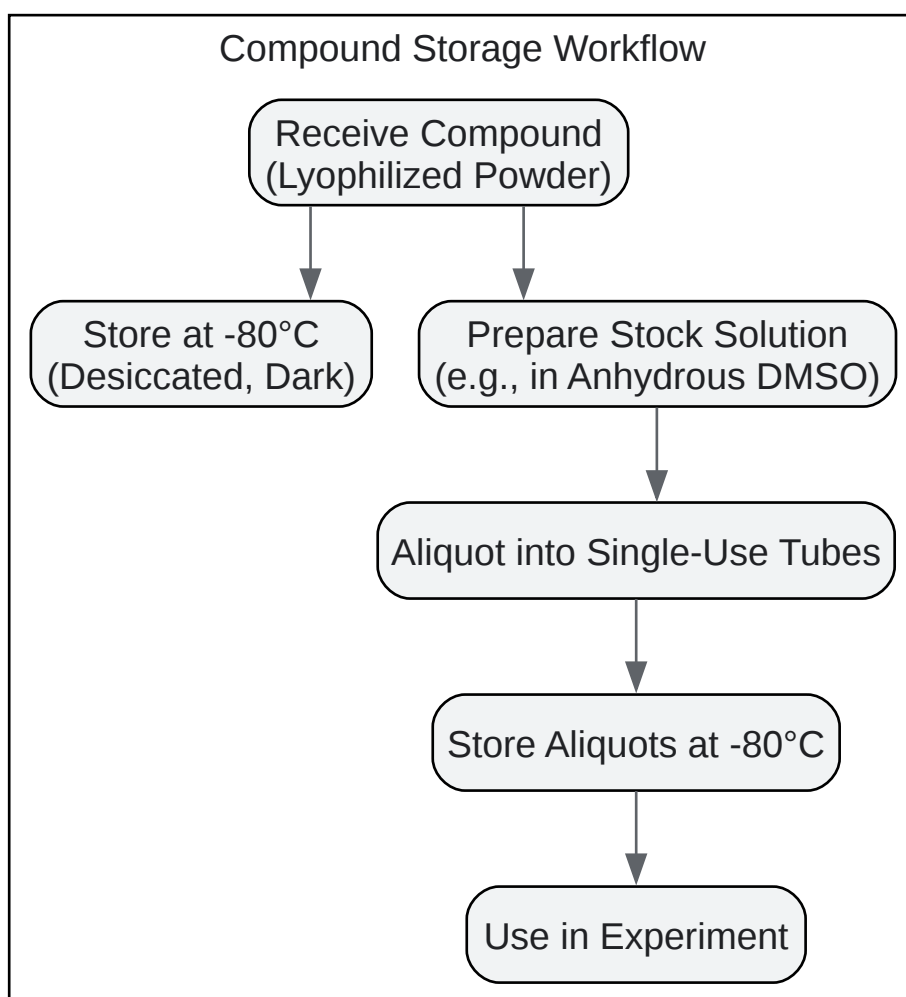 Compound Storage Workflow
Receive Compound
(Lyophilized Powder)
Store at -80°C
(Desiccated, Dark)
Prepare Stock Solution
(e.g., in Anhydrous DMSO)
Aliquot into Single-Use Tubes
Store Aliquots at -80°C
Use in Experiment